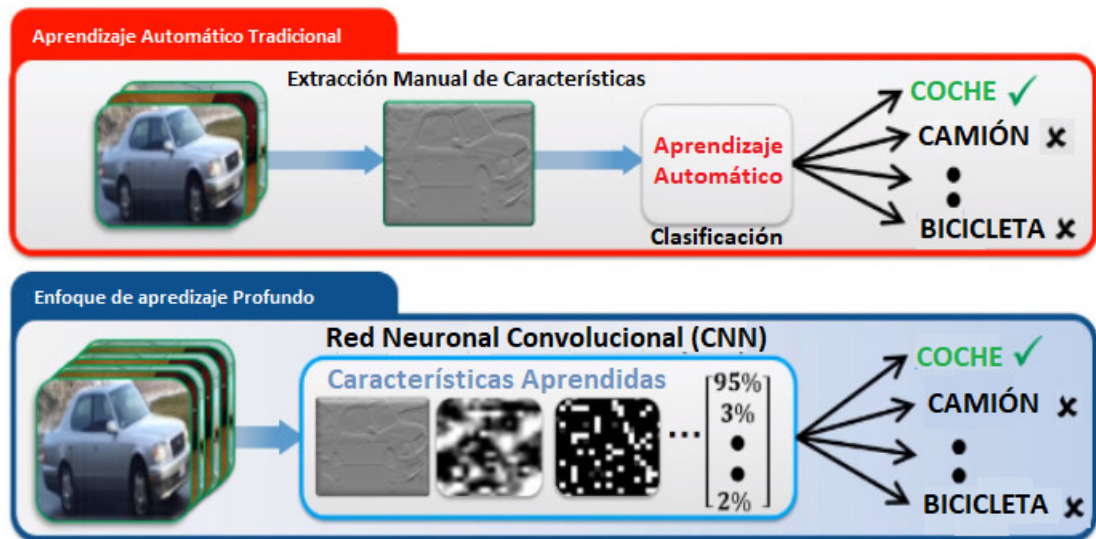 Aprendizaje Automático Tradicional
Extracción Manual de Características
Aprendizaje
Automático
Clasificación
COCHE ✓
CAMIÓN ✘
BICICLETA ✘
Enfoque de apredizaje Profundo
Red Neuronal Convolucional (CNN)
Características Aprendidas
95%
3%
2%
...
COCHE ✓
CAMIÓN ✘
BICICLETA ✘